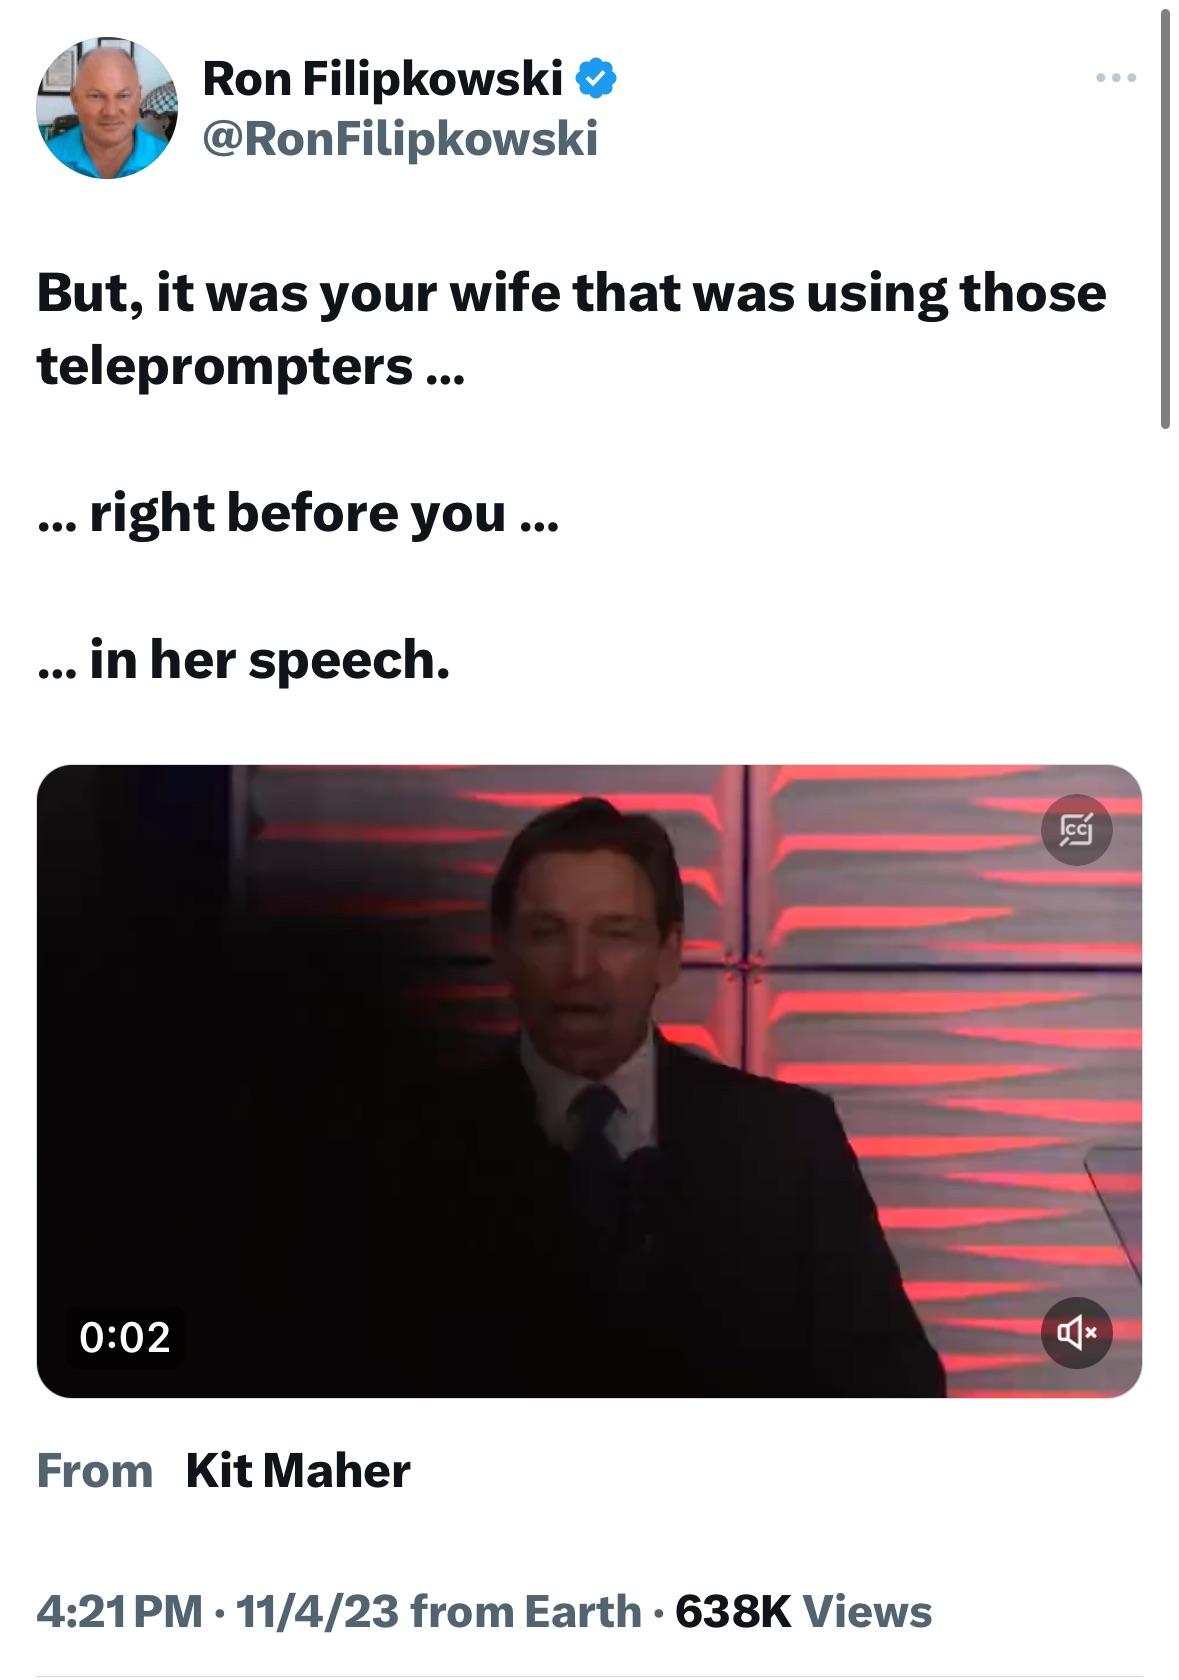 Ron Filipkowski
@RonFilipkowski
But, it was your wife that was using those
teleprompters ...
... right before you ...
... in her speech.
CC
0:02
From Kit Maher
4:21 PM · 11/4/23 from Earth · 638K Views